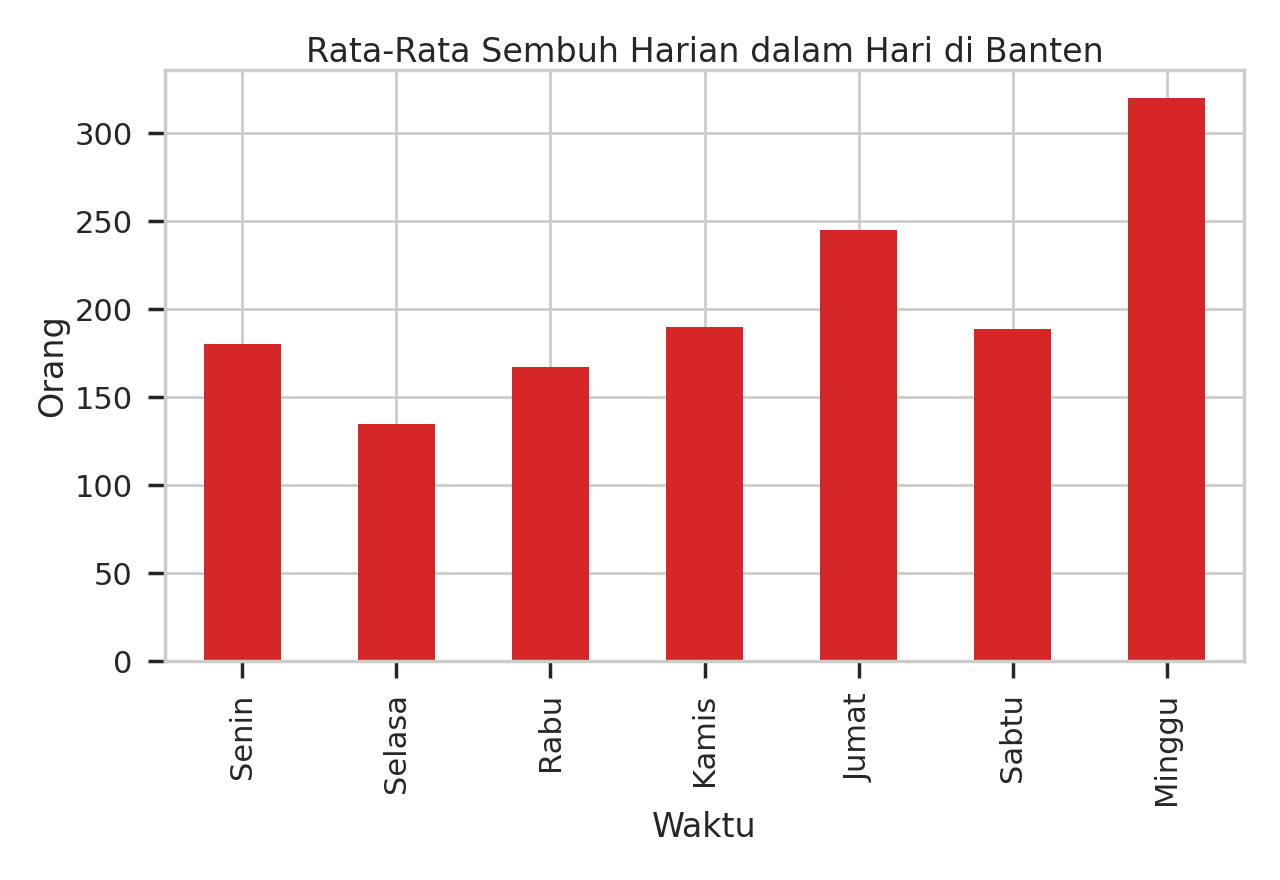 Rata-Rata Sembuh Harian dalam Hari di Banten
Orang
300
250
200
150
100
50
0
Senin
Selasa
Rabu
Kamis
Jumat
Sabtu
Minggu
Waktu